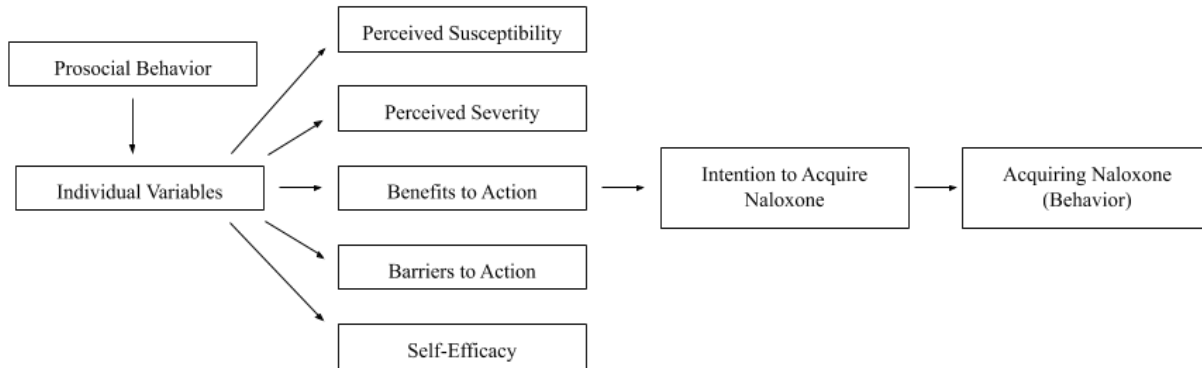 Perceived Susceptibility
Prosocial Behavior
Perceived Severity
Individual Variables
Benefits to Action
Intention to Acquire
Naloxone
Acquiring Naloxone
(Behavior)
Barriers to Action
Self-Efficacy